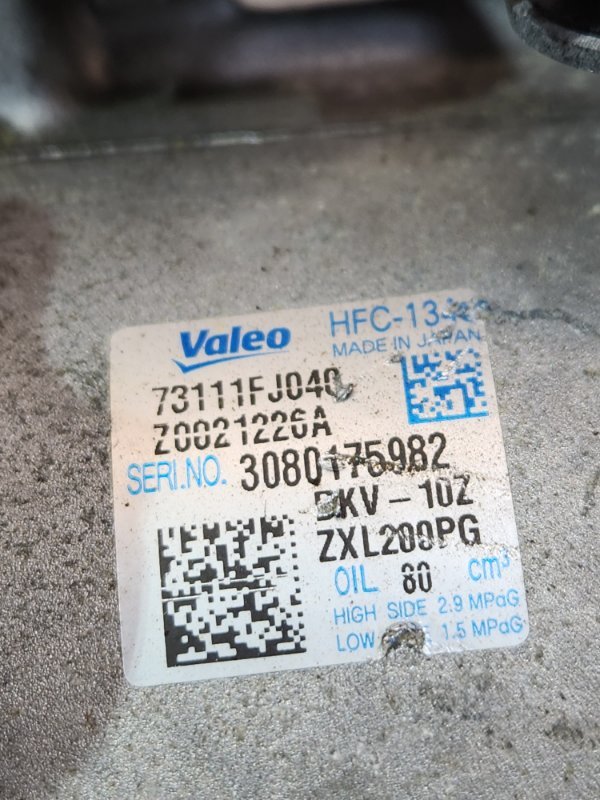 Valeo
HFC-134a
MADE IN JAPAN
73111FJ040
Z0021226A
SERI.NO. 3080175982
DKV-10Z
ZXL200PG
OIL 80 cm³
HIGH SIDE 2.9 MPaG
LOW 1.5 MPaG